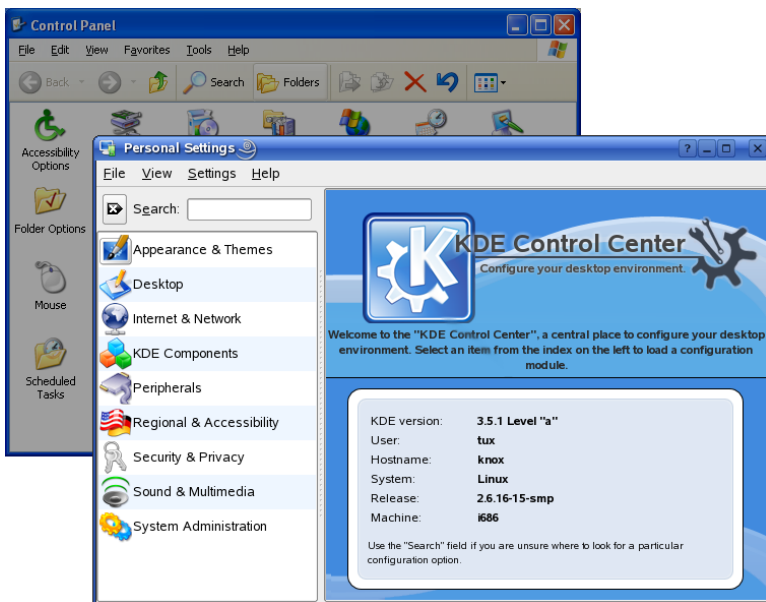 Control Panel
File Edit View Favorites Tools Help
Back Search Folders
Accessibility
Options
Folder Options
Mouse
Scheduled
Tasks
Personal Settings
File View Settings Help
Search:
Appearance & Themes
Desktop
Internet & Network
KDE Components
Peripherals
Regional & Accessibility
Security & Privacy
Sound & Multimedia
System Administration
KDE Control Center
Configure your desktop environment.
Welcome to the "KDE Control Center", a central place to configure your desktop
environment. Select an item from the index on the left to load a configuration
module.
KDE version: 3.5.1 Level "a"
User: tux
Hostname: knox
System: Linux
Release: 2.6.16-15-smp
Machine: i686
Use the "Search" field if you are unsure where to look for a particular
configuration option.